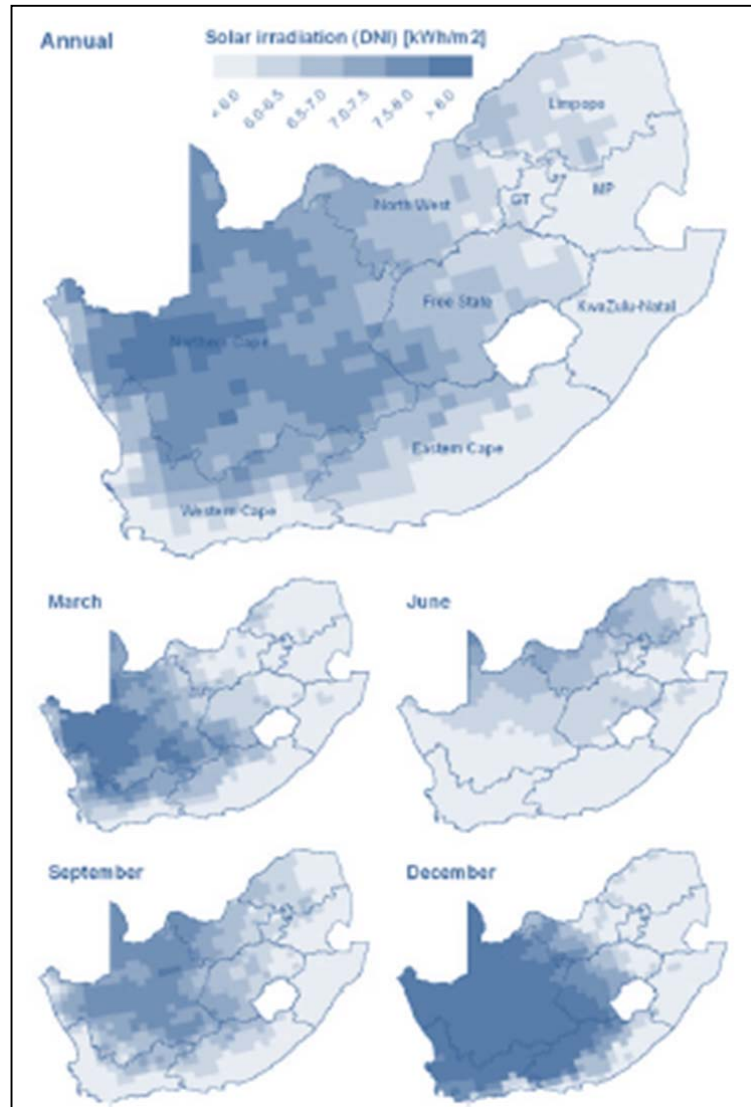 Annual
Solar irradiation (DNI) [kWh/m2]
< 6.0
6.0-6.5
6.5-7.0
7.0-7.5
7.5-8.0
> 8.0
Limpopo
North West
GT
MP
Free State
KwaZulu-Natal
Northern Cape
Eastern Cape
Western Cape
March
June
September
December